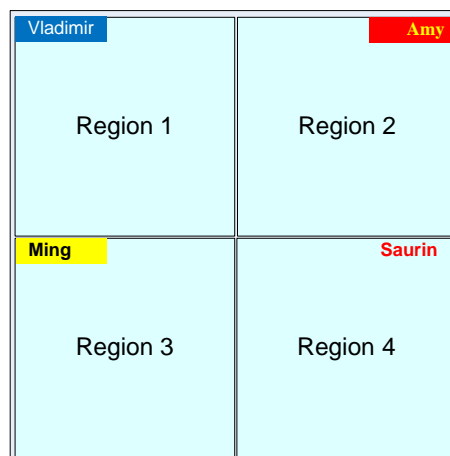 Vladimir
Amy
Region 1
Region 2
Ming
Saurin
Region 3
Region 4